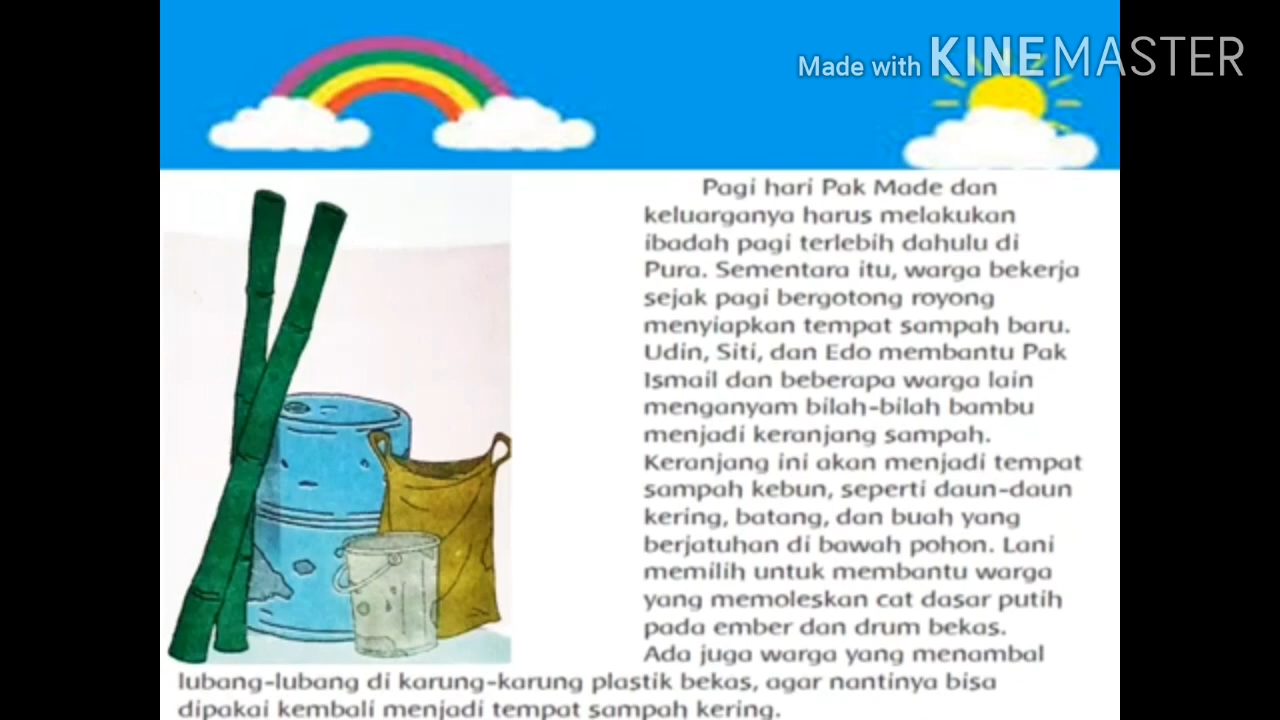 Made with KINEMASTER
Pagi hari Pak Made dan
keluarganya harus melakukan
ibadah pagi terlebih dahulu di
Pura. Sementara itu, warga bekerja
sejak pagi bergotong royong
menyiapkan tempat sampah baru.
Udin, Siti, dan Edo membantu Pak
Ismail dan beberapa warga lain
menganyam bilah-bilah bambu
menjadi keranjang sampah.
Keranjang ini akan menjadi tempat
sampah kebun, seperti daun-daun
kering, batang, dan buah yang
berjatuhan di bawah pohon. Lani
memilih untuk membantu warga
yang memoleskan cat dasar putih
pada ember dan drum bekas.
Ada juga warga yang menambal
lubang-lubang di karung-karung plastik bekas, agar nantinya bisa
dipakai kembali menjadi tempat sampah kering.